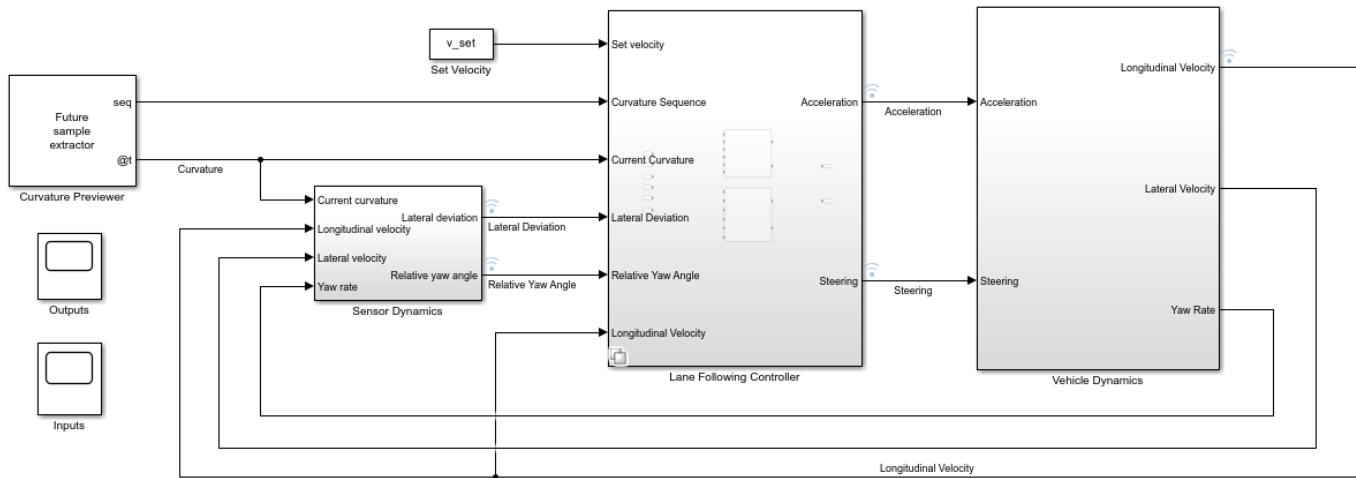 v_set
Set Velocity
Future
sample
extractor
seq
@t
Curvature Previewer
Curvature
Outputs
Inputs
Current curvature
Longitudinal velocity
Lateral velocity
Yaw rate
Lateral deviation
Relative yaw angle
Sensor Dynamics
Lateral Deviation
Relative Yaw Angle
Set velocity
Curvature Sequence
Current Curvature
Lateral Deviation
Relative Yaw Angle
Longitudinal Velocity
Acceleration
Steering
Lane Following Controller
Acceleration
Steering
Acceleration
Steering
Longitudinal Velocity
Lateral Velocity
Yaw Rate
Vehicle Dynamics
Longitudinal Velocity